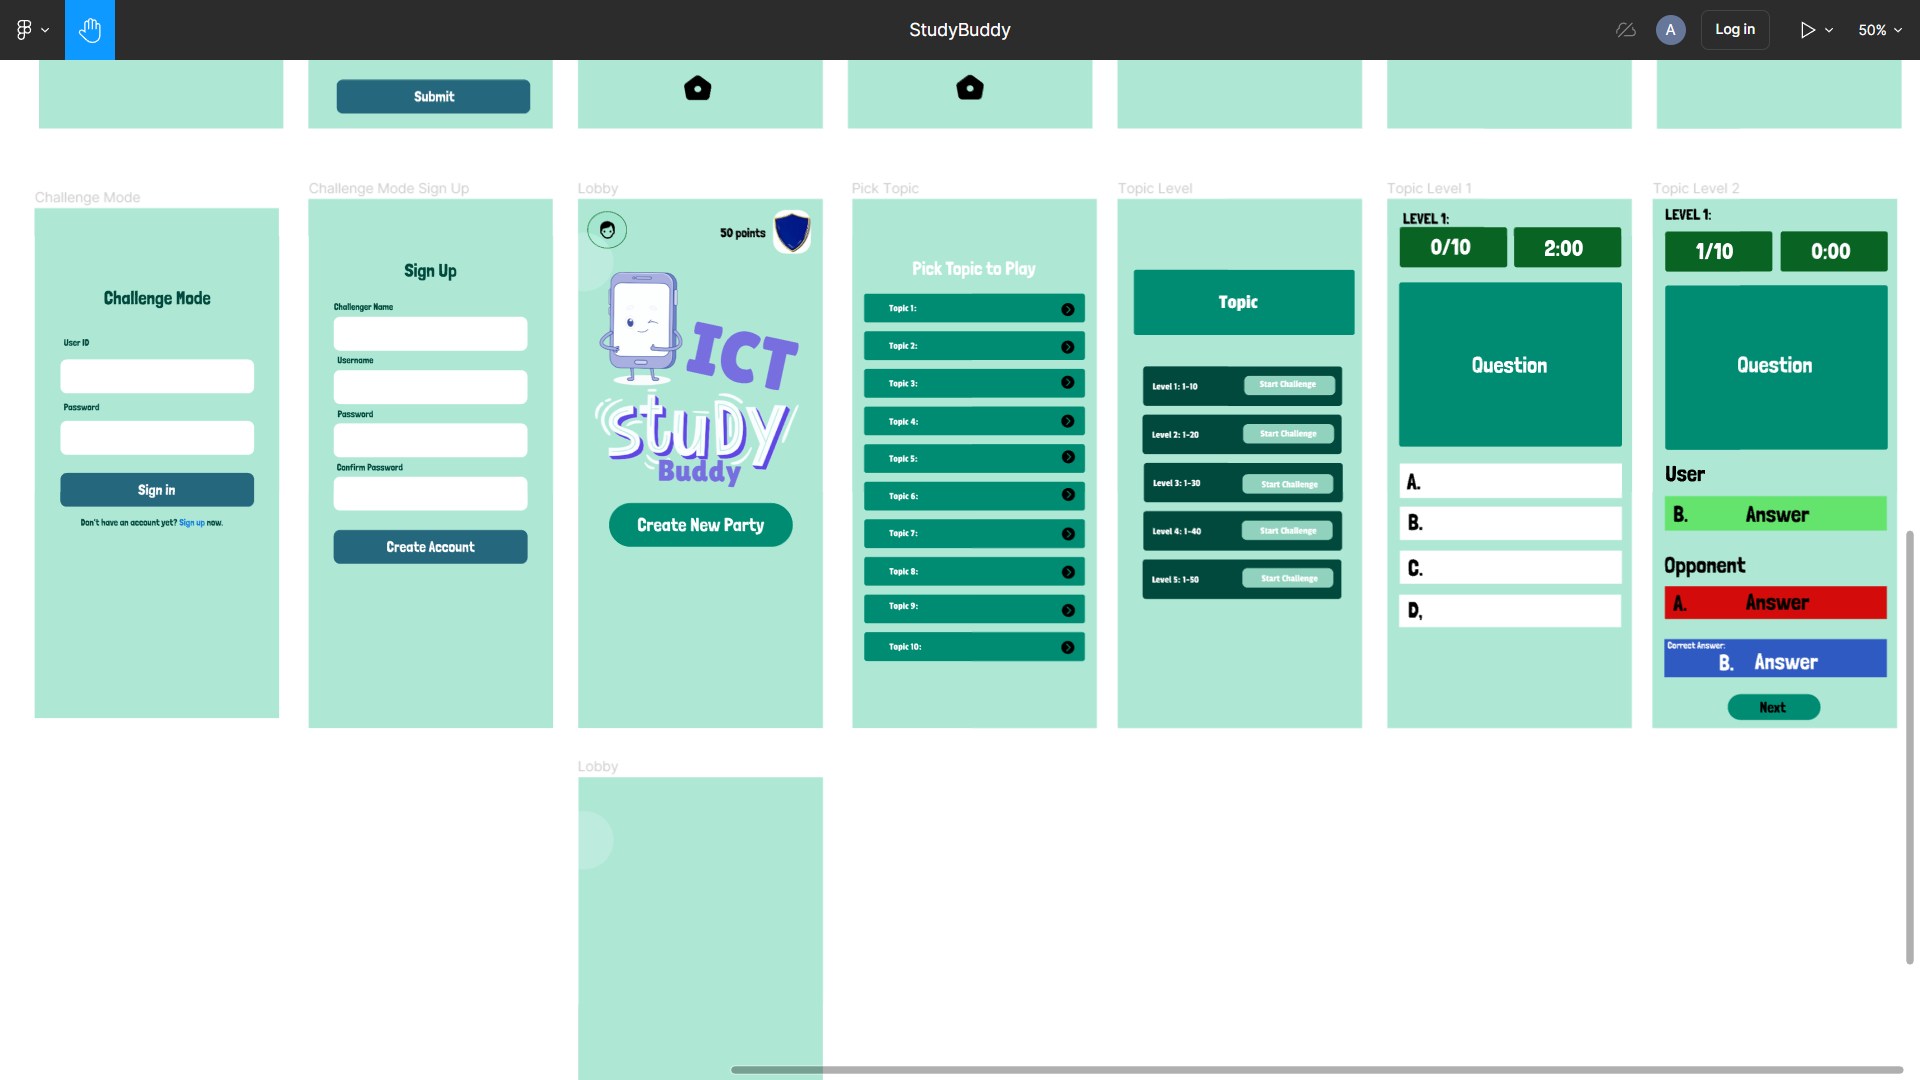 StudyBuddy
A
Log in
50%
Submit
Challenge Mode
Challenge Mode
User ID
Password
Sign in
Don't have an account yet? Sign up now.
Challenge Mode Sign Up
Sign Up
Challenger Name
Username
Password
Confirm Password
Create Account
Lobby
50 points
ICT
STUDY
Buddy
Create New Party
Pick Topic
Pick Topic to Play
Topic 1:
Topic 2:
Topic 3:
Topic 4:
Topic 5:
Topic 6:
Topic 7:
Topic 8:
Topic 9:
Topic 10:
Topic Level
Topic
Level 1: 1-10 Start Challenge
Level 2: 1-20 Start Challenge
Level 3: 1-30 Start Challenge
Level 4: 1-40 Start Challenge
Level 5: 1-50 Start Challenge
Topic Level 1
LEVEL 1:
0/10 2:00
Question
A.
B.
C.
D,
Topic Level 2
LEVEL 1:
1/10 0:00
Question
User
B. Answer
Opponent
A. Answer
Correct Answer:
B. Answer
Next
Lobby